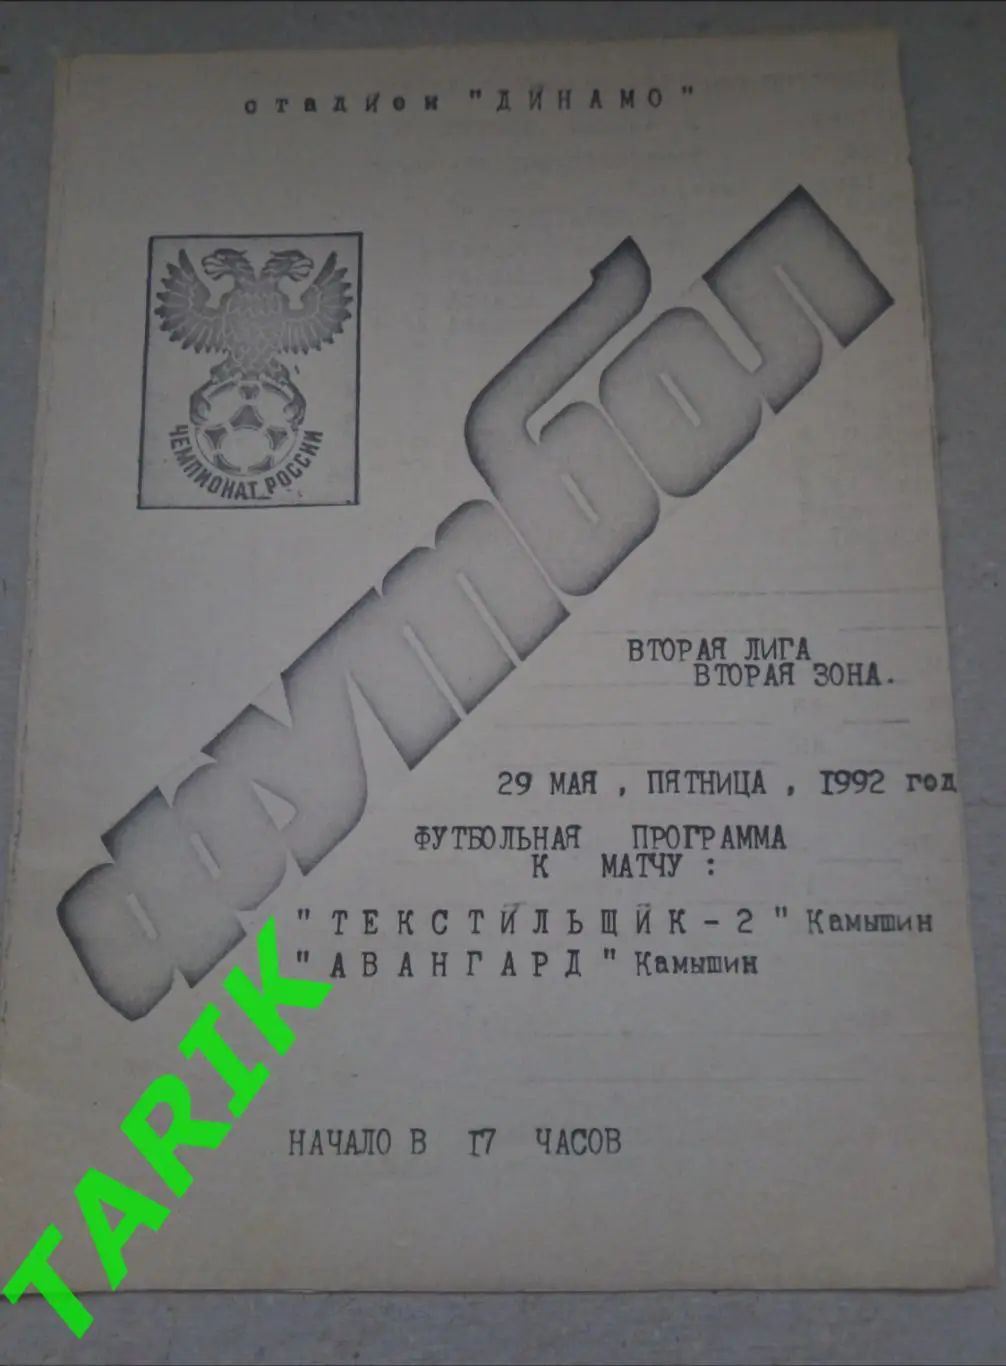 стадион "ДИНАМО"
ЧЕМПИОНАТ РОССИИ
футбол
ВТОРАЯ ЛИГА
ВТОРАЯ ЗОНА.
29 МАЯ , ПЯТНИЦА , 1992 год
ФУТБОЛЬНАЯ ПРОГРАММА
К МАТЧУ :
"ТЕКСТИЛЬЩИК-2" Камышин
"АВАНГАРД" Камышин
НАЧАЛО В 17 ЧАСОВ
TARIK